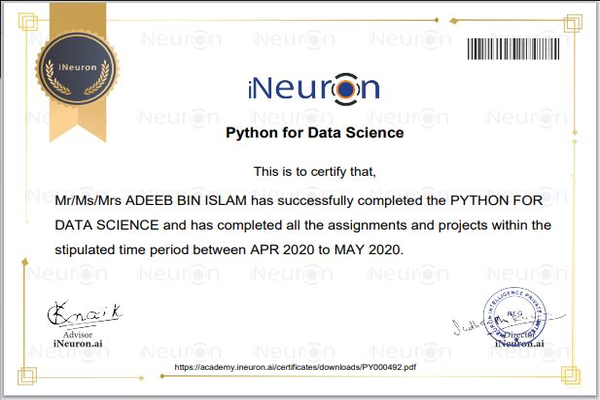 iNeuron
iNeuron
Python for Data Science
This is to certify that,
Mr/Ms/Mrs ADEEB BIN ISLAM has successfully completed the PYTHON FOR
DATA SCIENCE and has completed all the assignments and projects within the
stipulated time period between APR 2020 to MAY 2020.
Advisor
iNeuron.ai
Director
iNeuron.ai
https://academy.ineuron.ai/certificates/downloads/PY000492.pdf